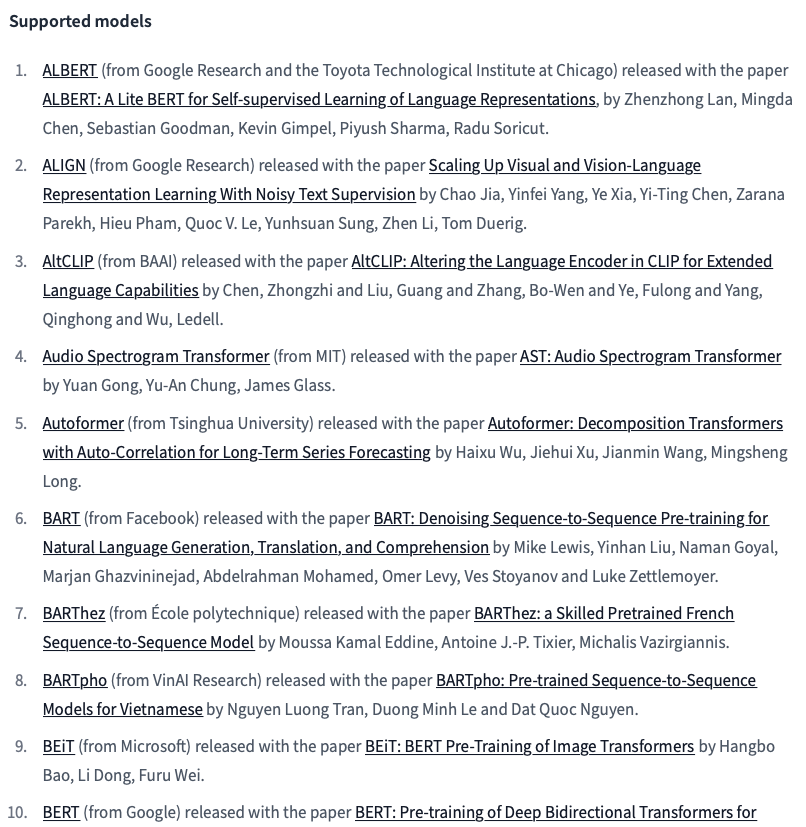 Supported models
1. ALBERT (from Google Research and the Toyota Technological Institute at Chicago) released with the paper
ALBERT: A Lite BERT for Self-supervised Learning of Language Representations, by Zhenzhong Lan, Mingda
Chen, Sebastian Goodman, Kevin Gimpel, Piyush Sharma, Radu Soricut.
2. ALIGN (from Google Research) released with the paper Scaling Up Visual and Vision-Language
Representation Learning With Noisy Text Supervision by Chao Jia, Yinfei Yang, Ye Xia, Yi-Ting Chen, Zarana
Parekh, Hieu Pham, Quoc V. Le, Yunhsuan Sung, Zhen Li, Tom Duerig.
3. AltCLIP (from BAAI) released with the paper AltCLIP: Altering the Language Encoder in CLIP for Extended
Language Capabilities by Chen, Zhongzhi and Liu, Guang and Zhang, Bo-Wen and Ye, Fulong and Yang,
Qinghong and Wu, Ledell.
4. Audio Spectrogram Transformer (from MIT) released with the paper AST: Audio Spectrogram Transformer
by Yuan Gong, Yu-An Chung, James Glass.
5. Autoformer (from Tsinghua University) released with the paper Autoformer: Decomposition Transformers
with Auto-Correlation for Long-Term Series Forecasting by Haixu Wu, Jiehui Xu, Jianmin Wang, Mingsheng
Long.
6. BART (from Facebook) released with the paper BART: Denoising Sequence-to-Sequence Pre-training for
Natural Language Generation, Translation, and Comprehension by Mike Lewis, Yinhan Liu, Naman Goyal,
Marjan Ghazvininejad, Abdelrahman Mohamed, Omer Levy, Ves Stoyanov and Luke Zettlemoyer.
7. BARThez (from École polytechnique) released with the paper BARThez: a Skilled Pretrained French
Sequence-to-Sequence Model by Moussa Kamal Eddine, Antoine J.-P. Tixier, Michalis Vazirgiannis.
8. BARTpho (from VinAI Research) released with the paper BARTpho: Pre-trained Sequence-to-Sequence
Models for Vietnamese by Nguyen Luong Tran, Duong Minh Le and Dat Quoc Nguyen.
9. BEiT (from Microsoft) released with the paper BEiT: BERT Pre-Training of Image Transformers by Hangbo
Bao, Li Dong, Furu Wei.
10. BERT (from Google) released with the paper BERT: Pre-training of Deep Bidirectional Transformers for